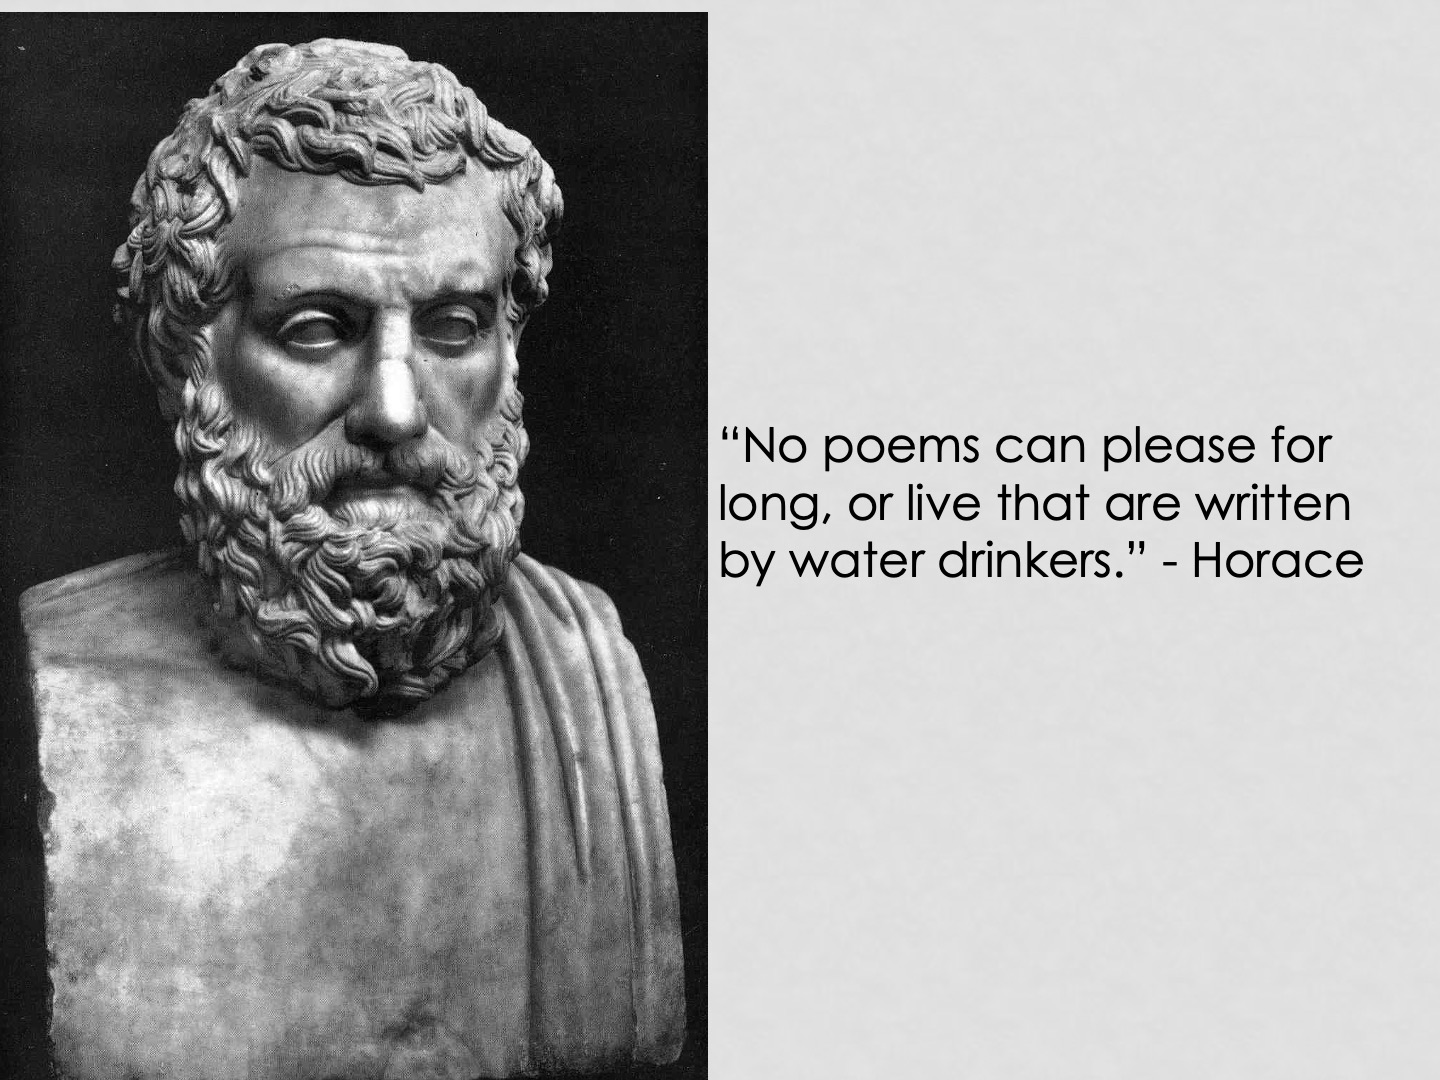 “No poems can please for
long, or live that are written
by water drinkers.” - Horace